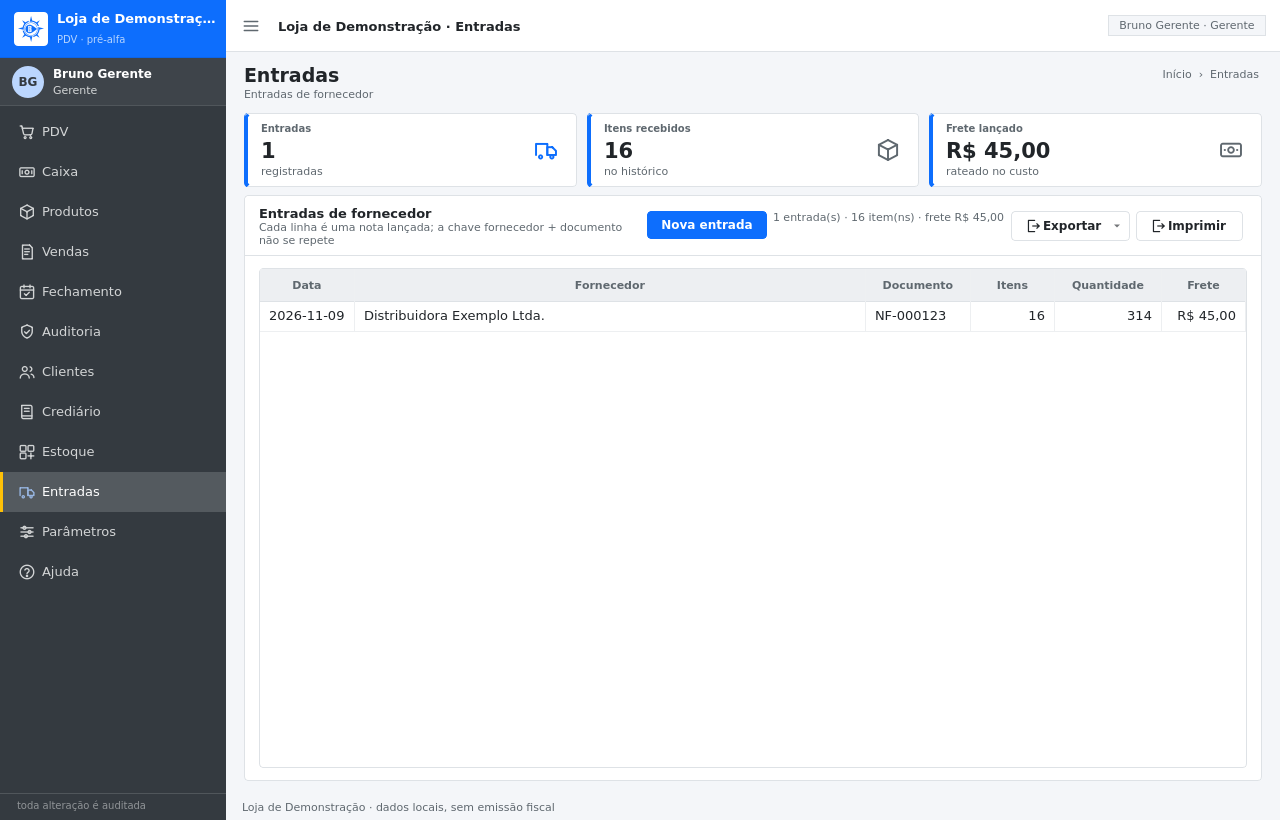 Loja de Demonstraç…
PDV · pré-alfa
Bruno Gerente
BG
Gerente
PDV
Caixa
Produtos
Vendas
Fechamento
Auditoria
Clientes
Crediário
Estoque
Entradas
Parâmetros
Ajuda
toda alteração é auditada
Loja de Demonstração · Entradas
Bruno Gerente · Gerente
Entradas
Entradas de fornecedor
Início › Entradas
Entradas
1
registradas
Itens recebidos
16
no histórico
Frete lançado
R$ 45,00
rateado no custo
Entradas de fornecedor
Cada linha é uma nota lançada; a chave fornecedor + documento
não se repete
Nova entrada
1 entrada(s) · 16 item(ns) · frete R$ 45,00
Exportar
Imprimir
Data Fornecedor Documento Itens Quantidade Frete
2026-11-09 Distribuidora Exemplo Ltda. NF-000123 16 314 R$ 45,00
Loja de Demonstração · dados locais, sem emissão fiscal